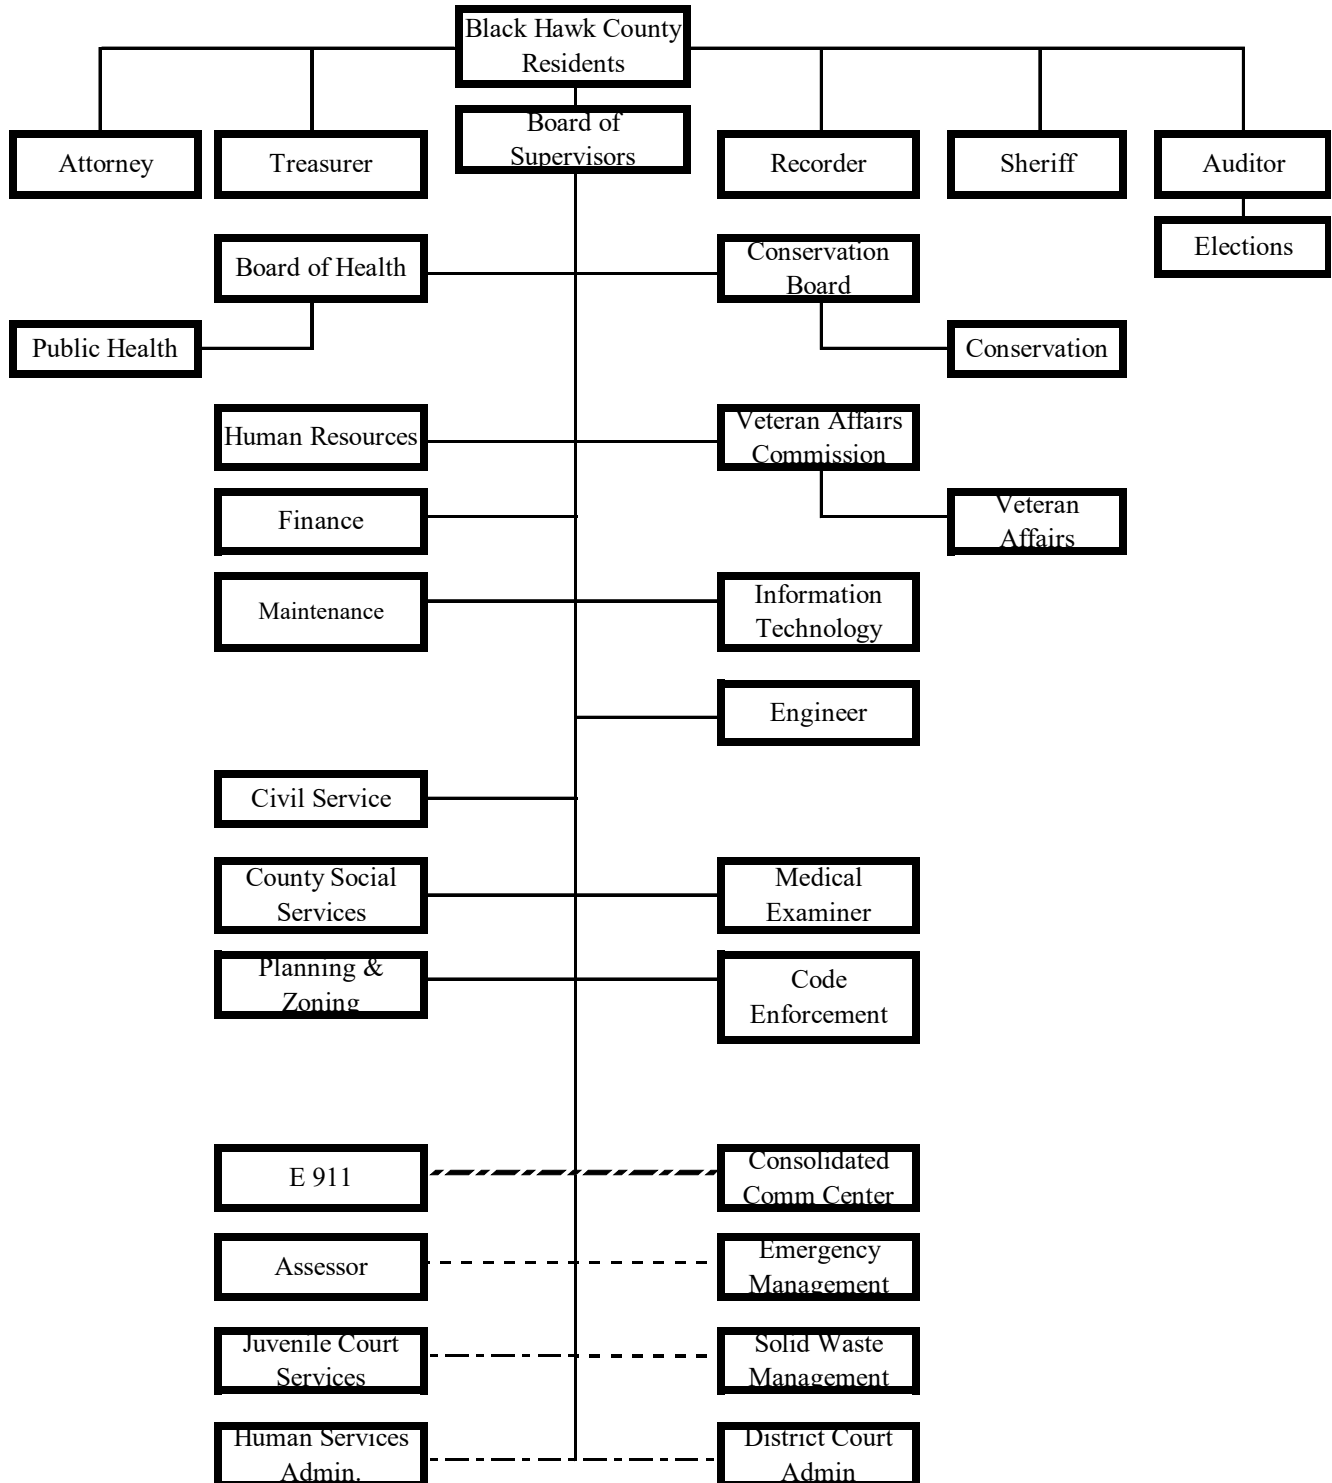 Black Hawk County
Residents
Board of
Supervisors
Attorney
Treasurer
Recorder
Sheriff
Auditor
Elections
Board of Health
Conservation
Board
Public Health
Conservation
Human Resources
Veteran Affairs
Commission
Finance
Veteran
Affairs
Maintenance
Information
Technology
Engineer
Civil Service
County Social
Services
Medical
Examiner
Planning &
Zoning
Code
Enforcement
E 911
Consolidated
Comm Center
Assessor
Emergency
Management
Juvenile Court
Services
Solid Waste
Management
Human Services
Admin.
District Court
Admin